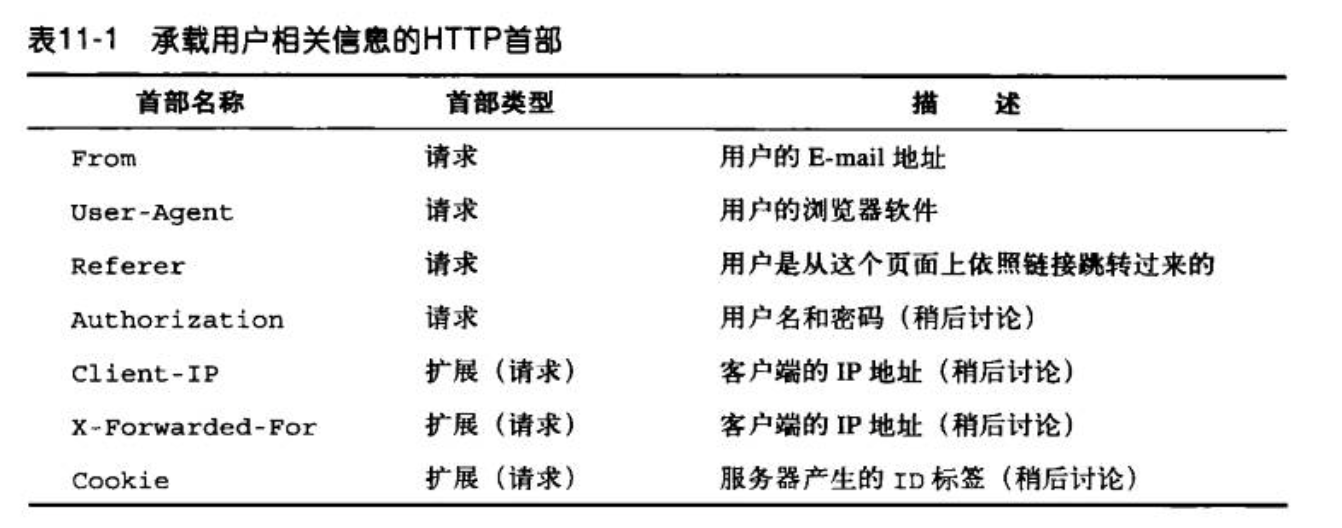 表11-1 承载用户相关信息的HTTP首部
首部名称 首部类型 描 述
From 请求 用户的 E-mail 地址
User-Agent 请求 用户的浏览器软件
Referer 请求 用户是从这个页面上依照链接跳转过来的
Authorization 请求 用户名和密码（稍后讨论）
Client-IP 扩展（请求） 客户端的 IP 地址（稍后讨论）
X-Forwarded-For 扩展（请求） 客户端的 IP 地址（稍后讨论）
Cookie 扩展（请求） 服务器产生的 ID 标签（稍后讨论）